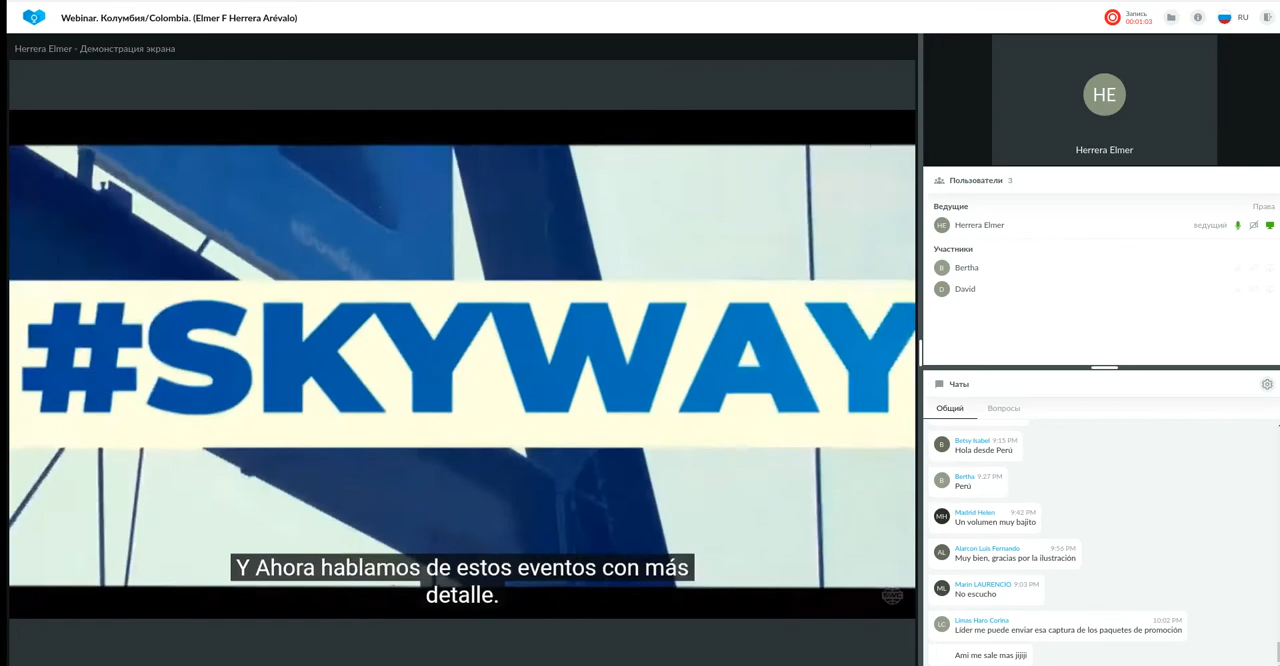 Webinar. Колумбия/Colombia. (Elmer F Herrera Arévalo)
Запись
00:01:03
RU
Herrera Elmer - Демонстрация экрана
#SKYWAY
Y Ahora hablamos de estos eventos con más
detalle.
HE
Herrera Elmer
Пользователи 3
Ведущие Права
HE Herrera Elmer ведущий
Участники
B Bertha
D David
Чаты
Общий Вопросы
B Betsy Isabel 9:15 PM
Hola desde Perú
B Bertha 9:27 PM
Perú
MH Madrid Helen 9:42 PM
Un volumen muy bajito
AL Alarcon Luis Fernando 9:56 PM
Muy bien, gracias por la ilustración
ML Marin LAURENCIO 9:03 PM
No escucho
LC Limas Haro Corina 10:02 PM
Líder me puede enviar esa captura de los paquetes de promoción
Ami me sale mas jijiji